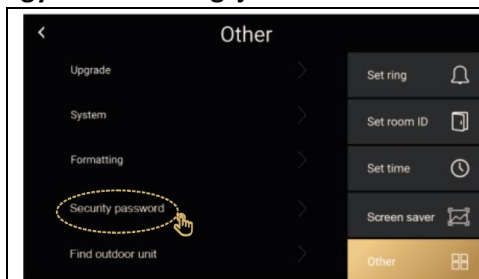 <
Other
Upgrade
System
Formatting
Security password
Find outdoor unit
Set ring
Set room ID
Set time
Screen saver
Other